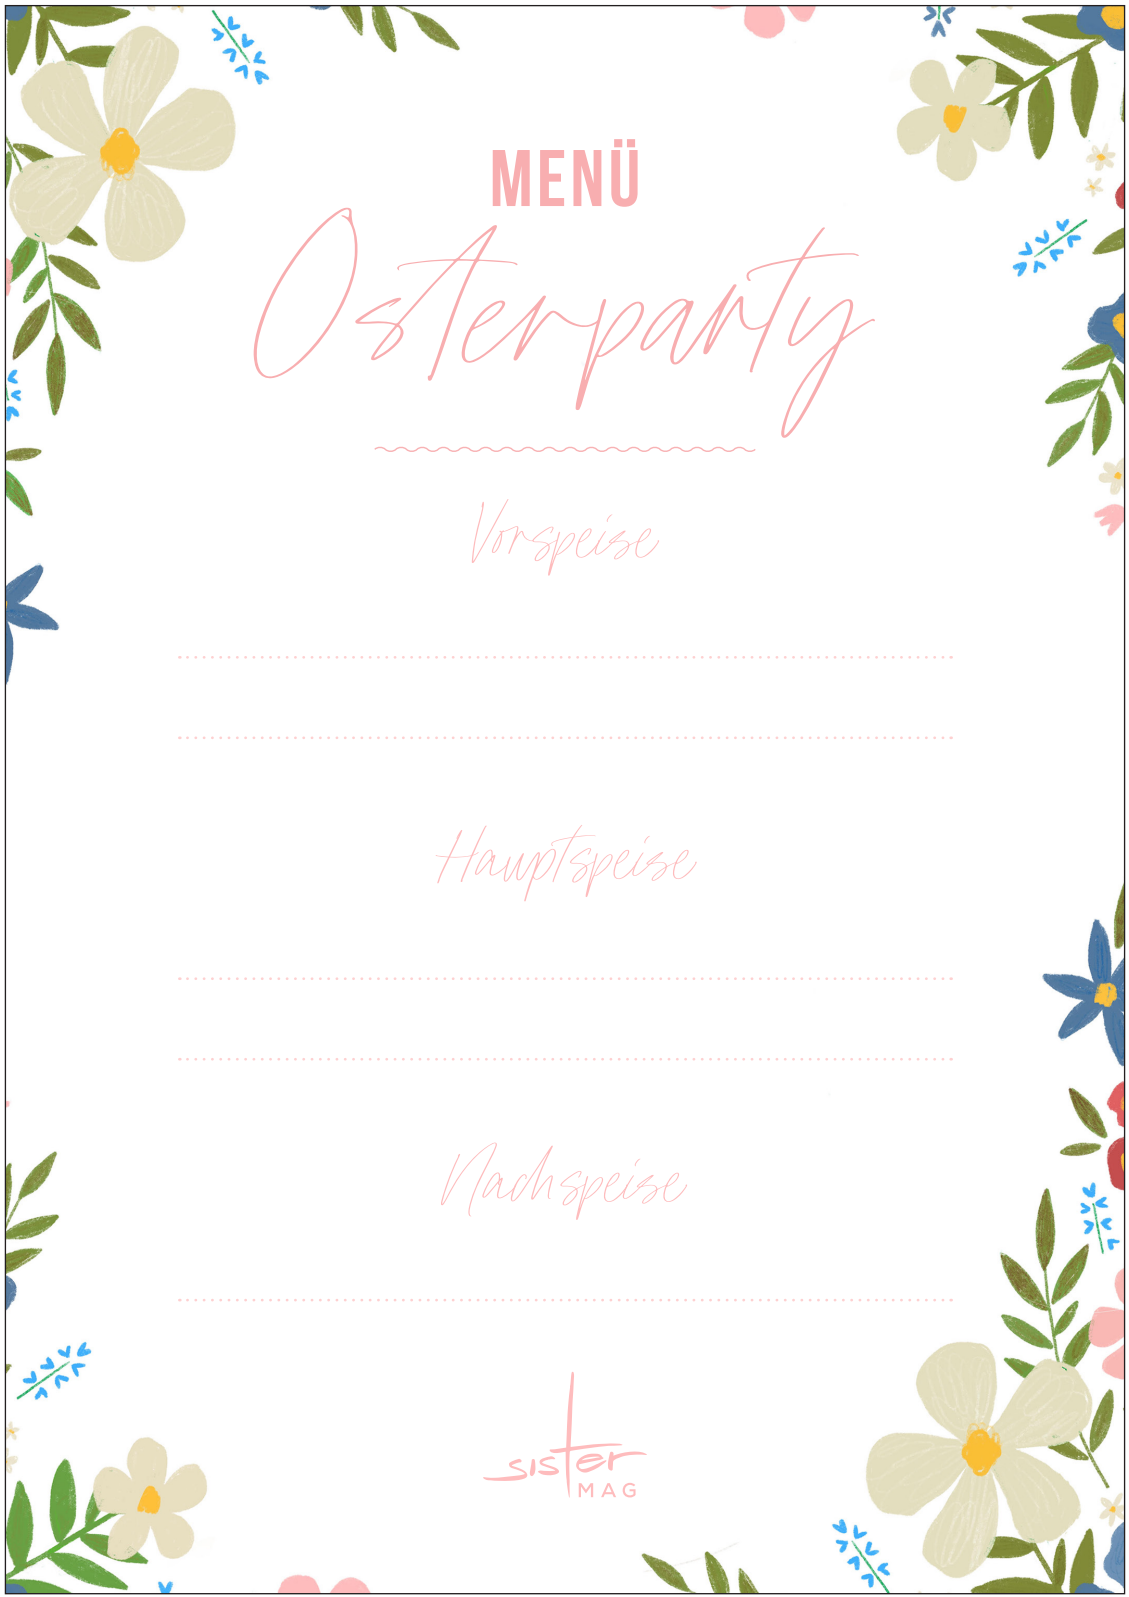 MENÜ
Osterparty
Vorspeise
Hauptspeise
Nachspeise
sister
MAG